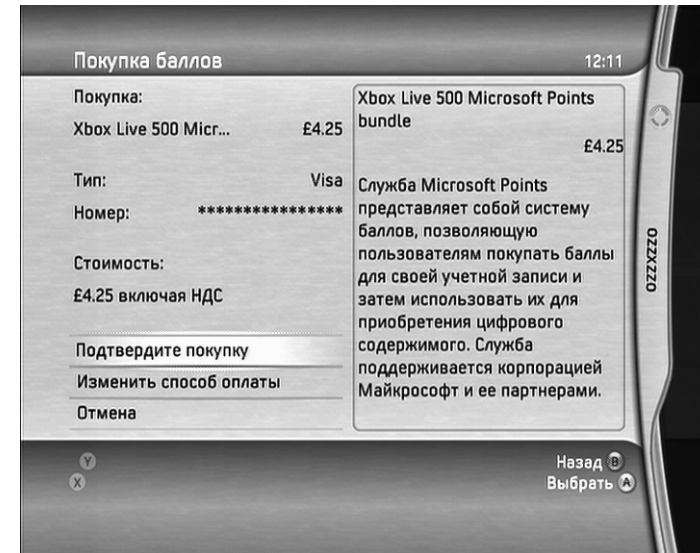 Покупка баллов 12:11
Покупка:
Xbox Live 500 Micr... £4.25
Тип: Visa
Номер: ****************
Стоимость:
£4.25 включая НДС
Подтвердите покупку
Изменить способ оплаты
Отмена
Xbox Live 500 Microsoft Points
bundle
£4.25
Служба Microsoft Points
представляет собой систему
баллов, позволяющую
пользователям покупать баллы
для своей учетной записи и
затем использовать их для
приобретения цифрового
содержимого. Служба
поддерживается корпорацией
Майкрософт и ее партнерами.
OZZXZZO
Y
X
Назад B
Выбрать A